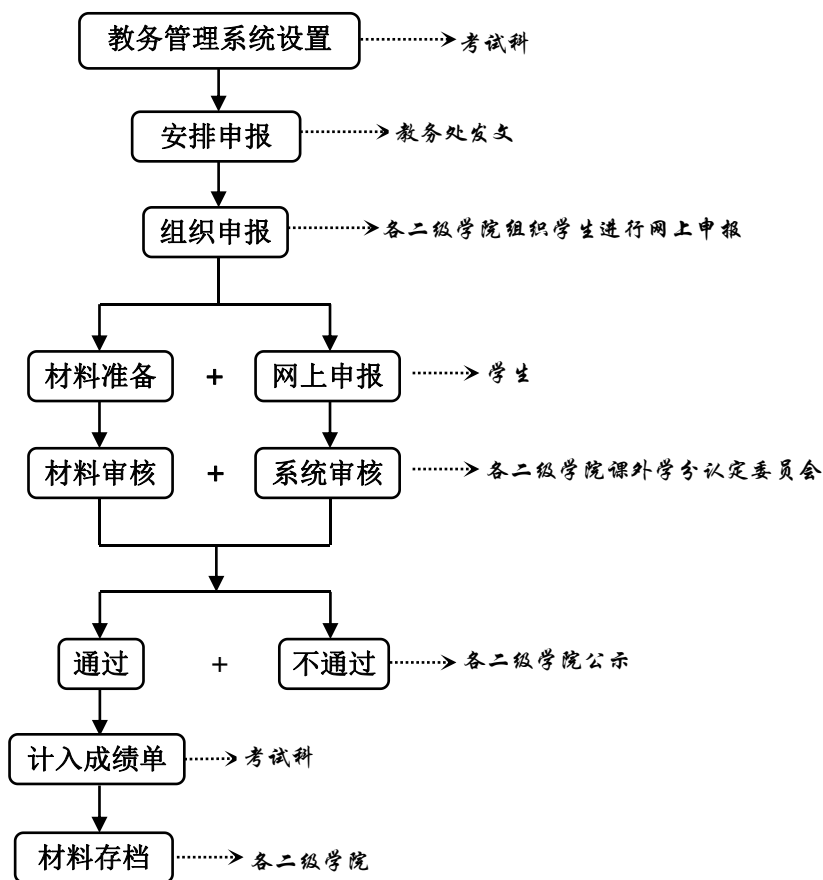 教务管理系统设置 考试科
安排申报 教务处发文
组织申报 各二级学院组织学生进行网上申报
材料准备 + 网上申报 学生
材料审核 + 系统审核 各二级学院课外学分认定委员会
通过 + 不通过 各二级学院公示
计入成绩单 考试科
材料存档 各二级学院